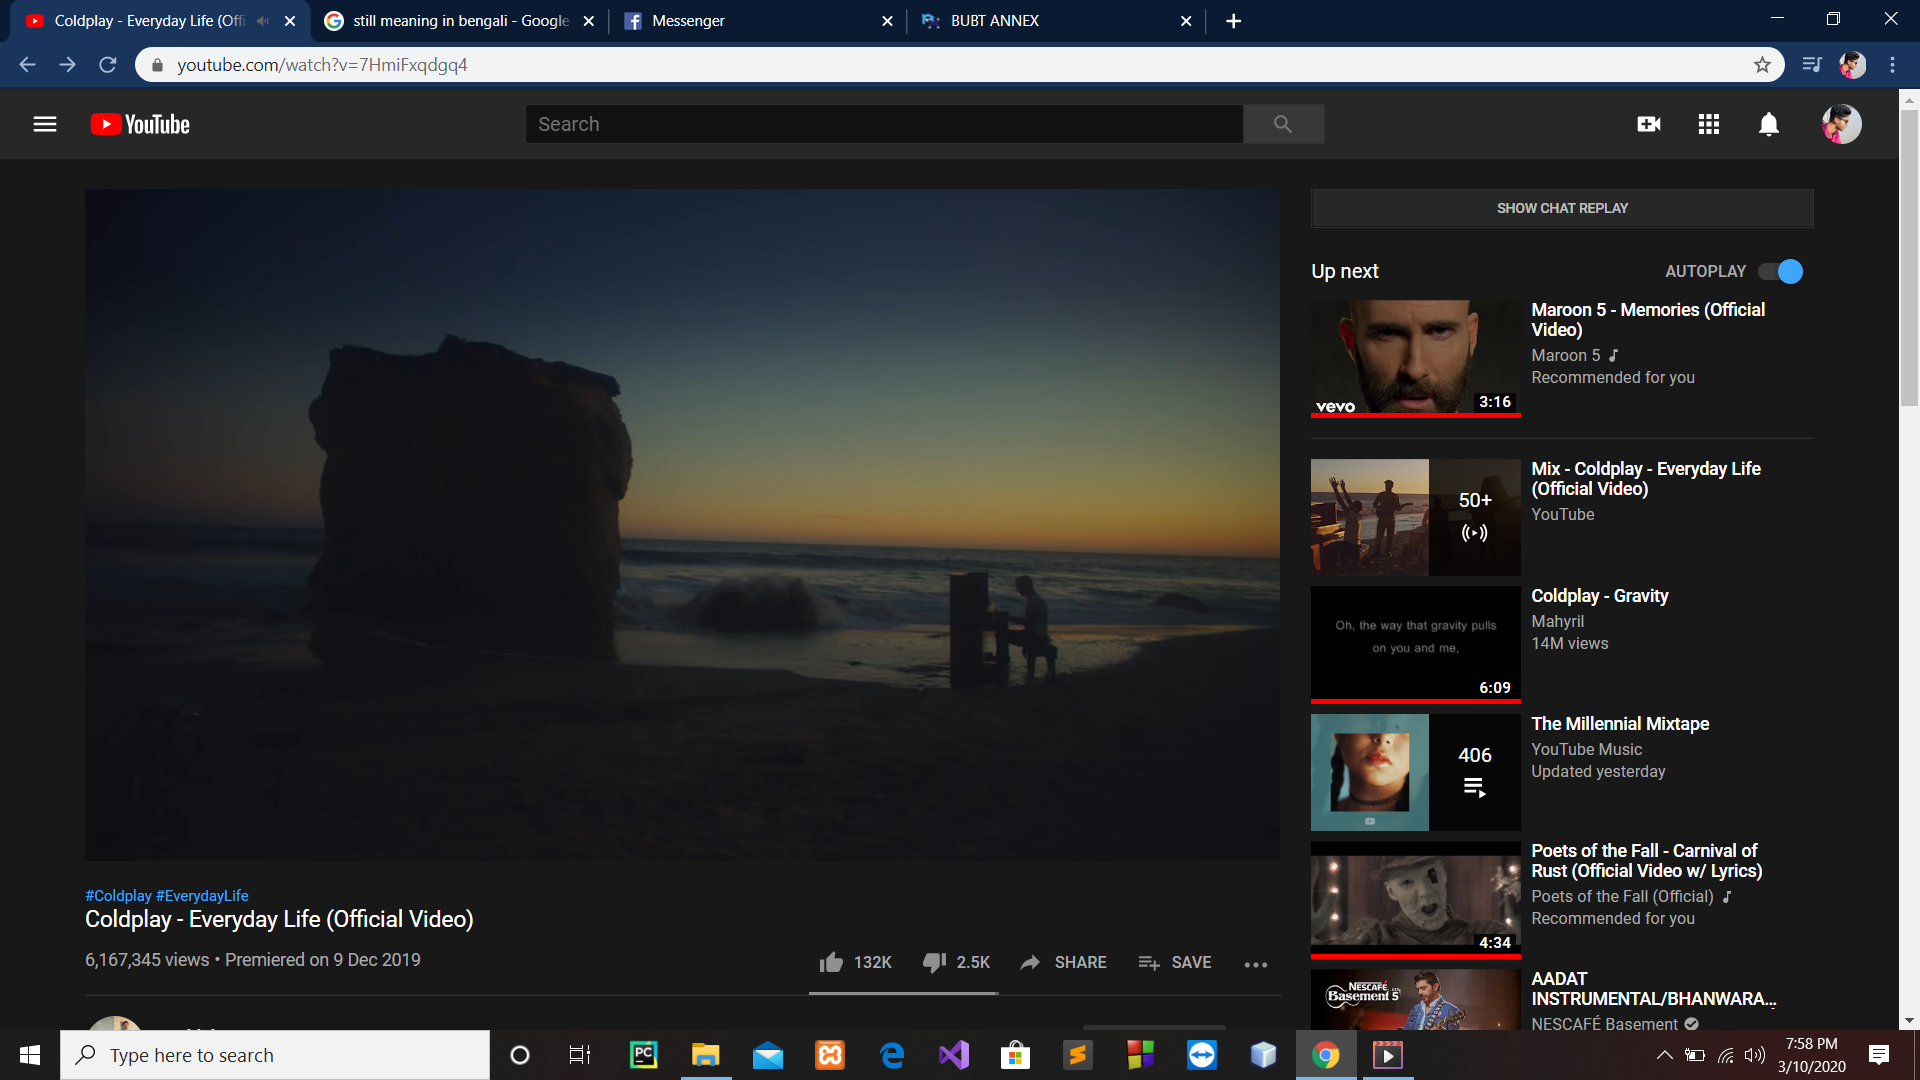 Coldplay - Everyday Life (Offi
still meaning in bengali - Google
Messenger
BUBT ANNEX
youtube.com/watch?v=7HmiFxqdgq4
YouTube
Search
SHOW CHAT REPLAY
Up next
AUTOPLAY
vevo
3:16
Maroon 5 - Memories (Official
Video)
Maroon 5
Recommended for you
50+
Mix - Coldplay - Everyday Life
(Official Video)
YouTube
Oh, the way that gravity pulls
on you and me,
6:09
Coldplay - Gravity
Mahyril
14M views
406
The Millennial Mixtape
YouTube Music
Updated yesterday
4:34
Poets of the Fall - Carnival of
Rust (Official Video w/ Lyrics)
Poets of the Fall (Official)
Recommended for you
NESCAFÉ
Basement 5
AADAT
INSTRUMENTAL/BHANWARA...
NESCAFÉ Basement
#Coldplay #EverydayLife
Coldplay - Everyday Life (Official Video)
6,167,345 views • Premiered on 9 Dec 2019
132K
2.5K
SHARE
SAVE
Type here to search
PC
7:58 PM
3/10/2020